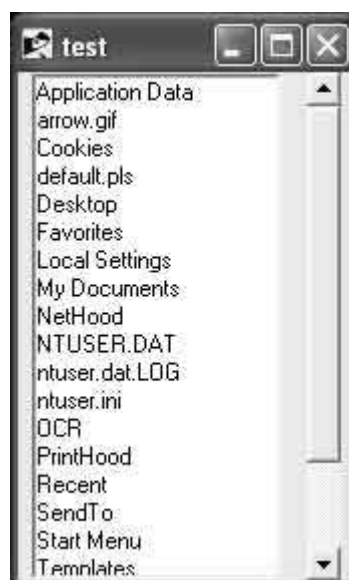 test
Application Data
arrow.gif
Cookies
default.pls
Desktop
Favorites
Local Settings
My Documents
NetHood
NTUSER.DAT
ntuser.dat.LOG
ntuser.ini
OCR
PrintHood
Recent
SendTo
Start Menu
Templates